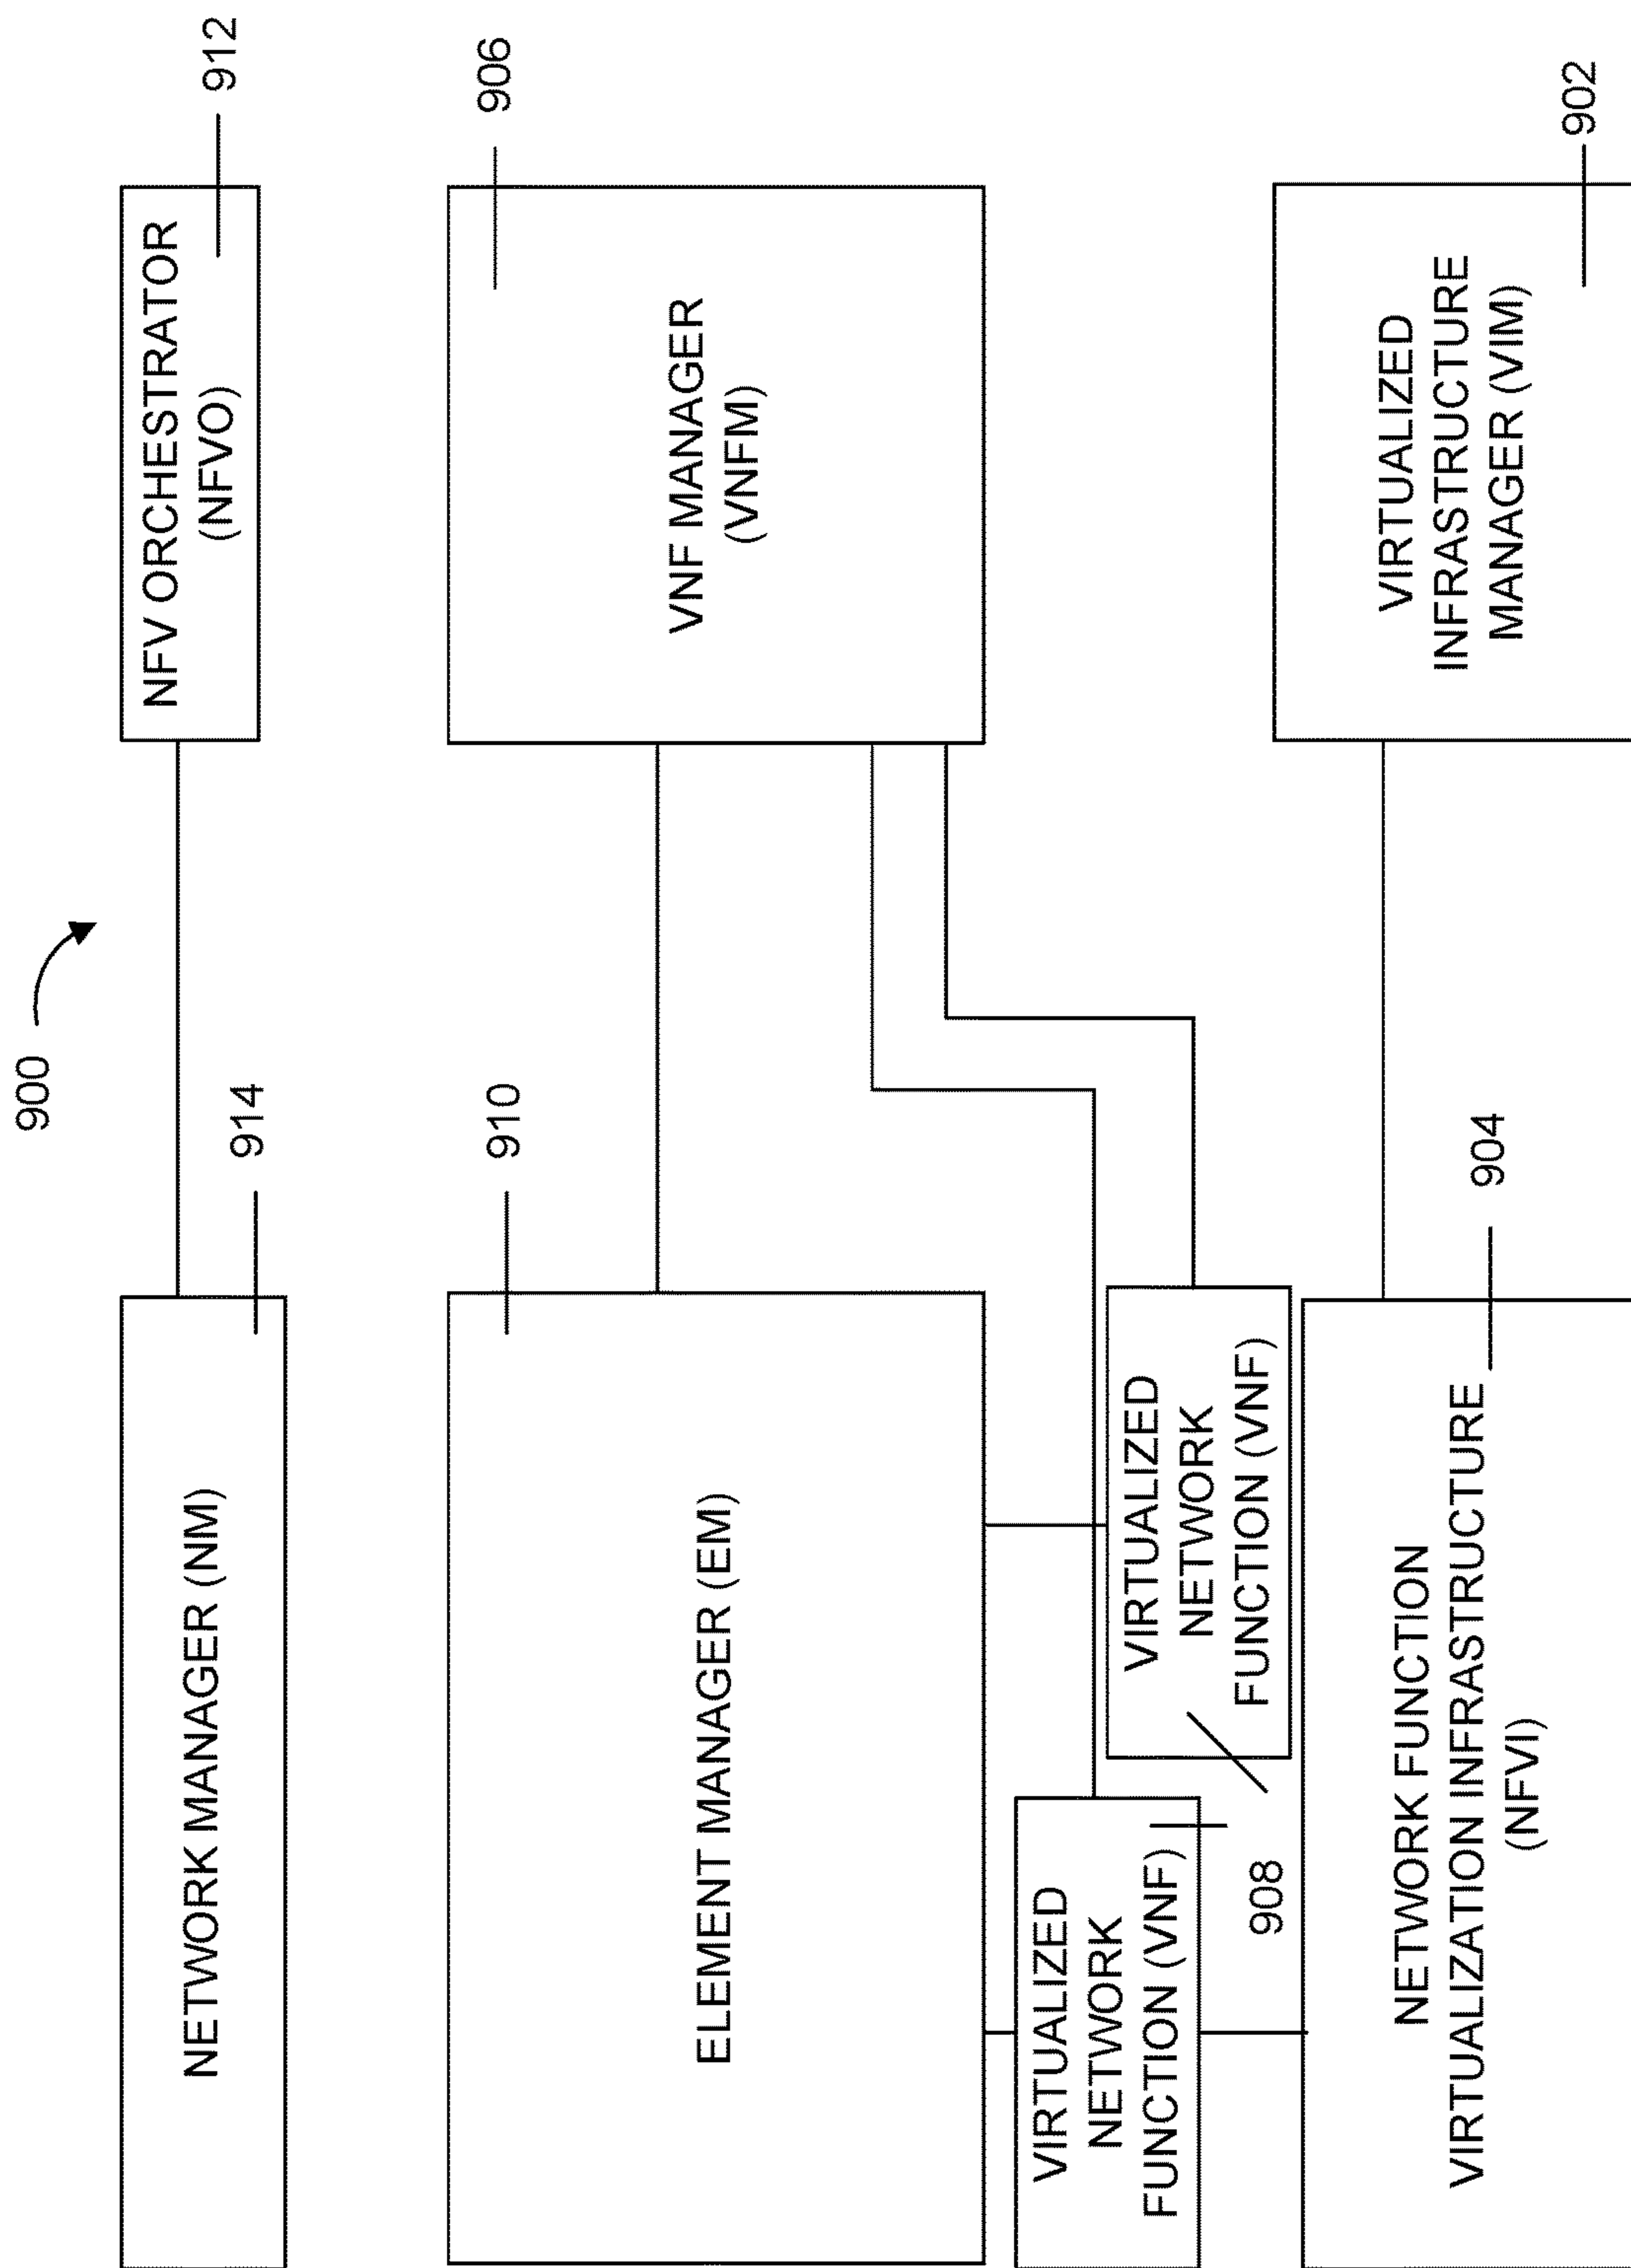 900
NETWORK MANAGER (NM)
914
NFV ORCHESTRATOR
(NFVO)
912
ELEMENT MANAGER (EM)
910
VNF MANAGER
(VNFM)
906
VIRTUALIZED
NETWORK
FUNCTION (VNF)
VIRTUALIZED
NETWORK
FUNCTION (VNF)
908
NETWORK FUNCTION
VIRTUALIZATION INFRASTRUCTURE
(NFVI)
904
VIRTUALIZED
INFRASTRUCTURE
MANAGER (VIM)
902